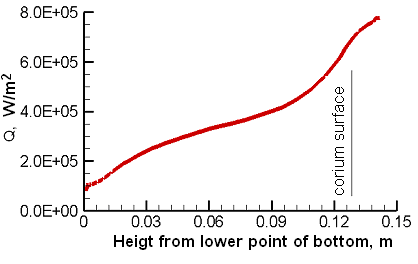 8.0E+05
6.0E+05
4.0E+05
2.0E+05
0.0E+00
Q, W/m²
corium surface
0 0.03 0.06 0.09 0.12 0.15
Heigt from lower point of bottom, m